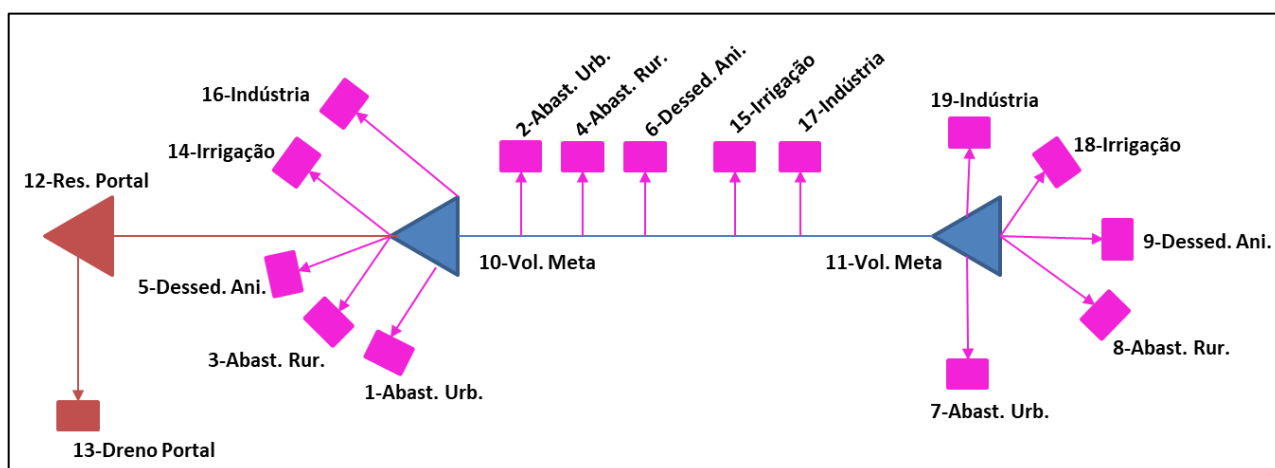 16-Indústria
14-Irrigação
12-Res. Portal
5-Dessed. Ani.
3-Abast. Rur.
1-Abast. Urb.
13-Dreno Portal
10-Vol. Meta
2-Abast. Urb.
4-Abast. Rur.
6-Dessed. Ani.
15-Irrigação
17-Indústria
11-Vol. Meta
19-Indústria
18-Irrigação
9-Dessed. Ani.
8-Abast. Rur.
7-Abast. Urb.